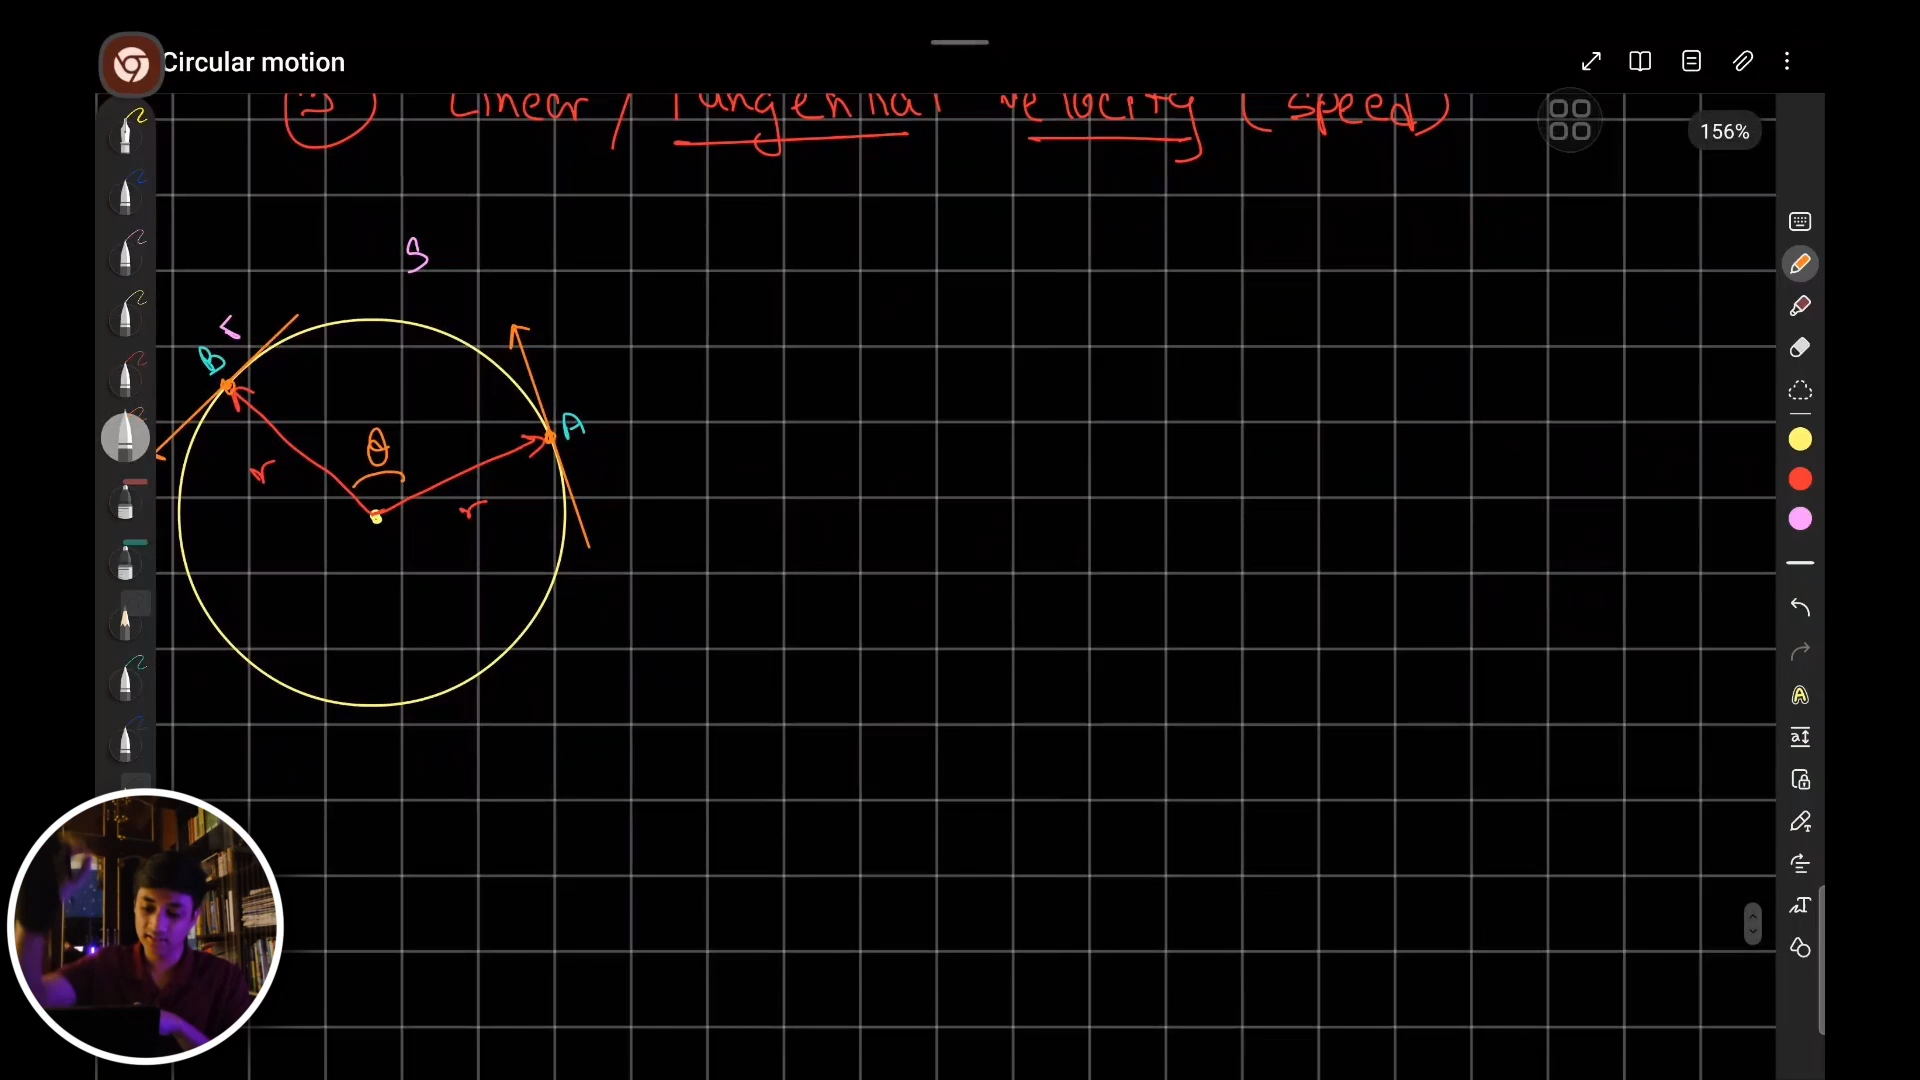 Circular motion
Linear / Tangential velocity (speed)
156%
S
B
A
θ
r
r